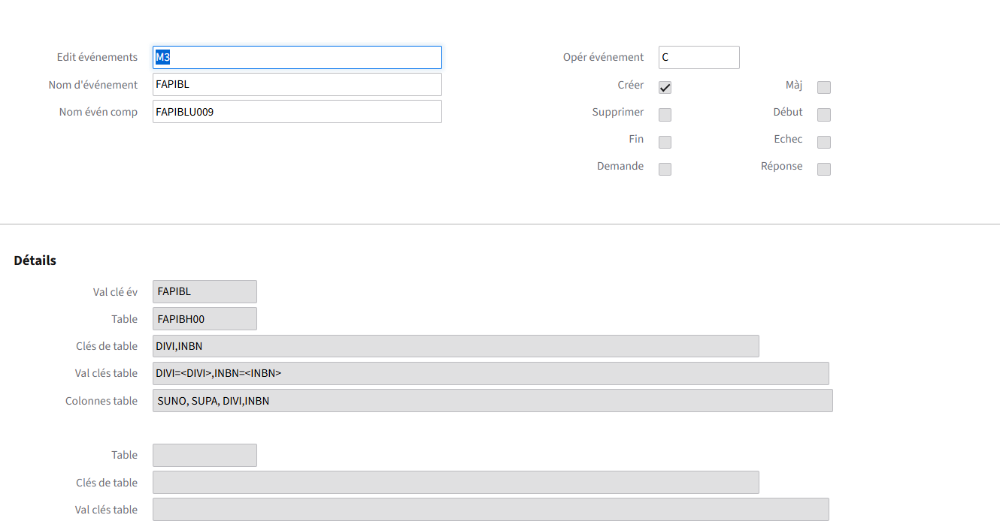 Edit événements M3 Opér événement C
Nom d'événement FAPIBL Créer Màj
Nom évén comp FAPIBLU009 Supprimer Début
Fin Echec
Demande Réponse
Détails
Val clé év FAPIBL
Table FAPIBH00
Clés de table DIVI,INBN
Val clés table DIVI=<DIVI>,INBN=<INBN>
Colonnes table SUNO, SUPA, DIVI,INBN
Table
Clés de table
Val clés table